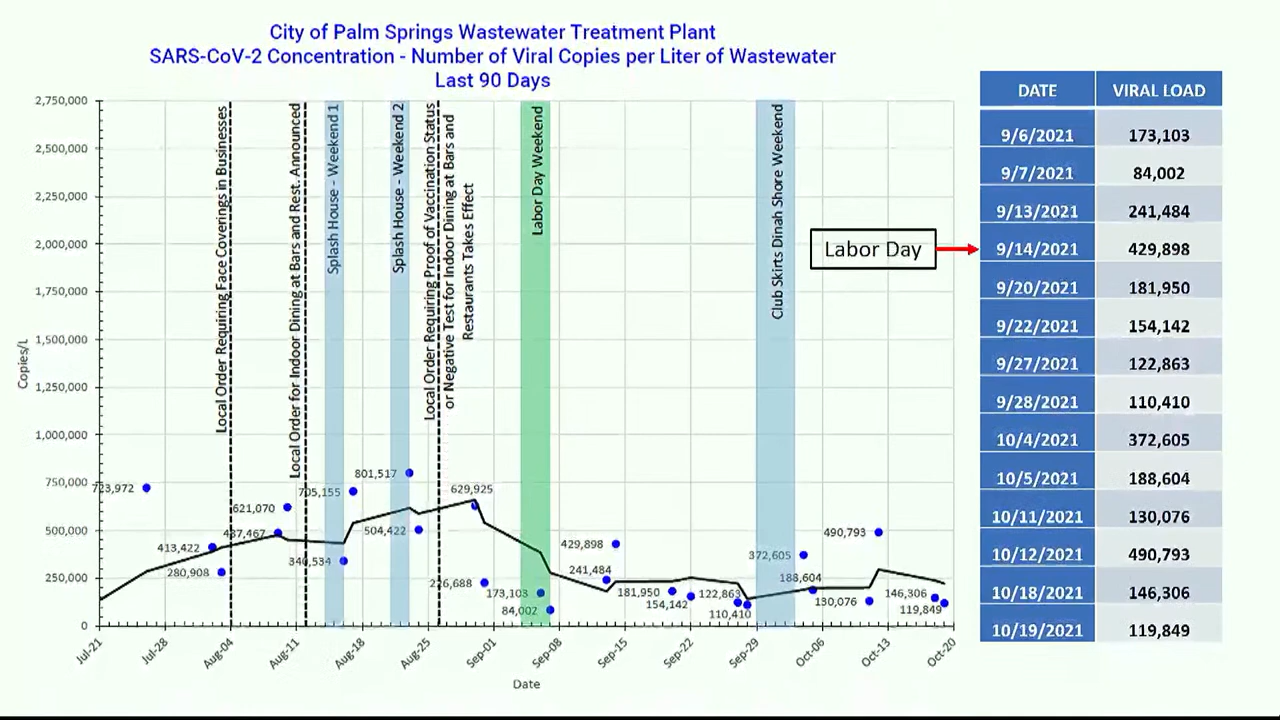 City of Palm Springs Wastewater Treatment Plant
SARS-CoV-2 Concentration - Number of Viral Copies per Liter of Wastewater
Last 90 Days
2,750,000
2,500,000
2,250,000
2,000,000
1,750,000
1,500,000
1,250,000
1,000,000
750,000
500,000
250,000
0
Copies/L
Local Order Requiring Face Coverings in Businesses
Local Order for Indoor Dining at Bars and Rest. Announced
Splash House - Weekend 1
Splash House - Weekend 2
Local Order Requiring Proof of Vaccination Status
or Negative Test for Indoor Dining at Bars and
Restaurants Takes Effect
Labor Day Weekend
Club Skirts Dinah Shore Weekend
723,972
413,422
280,908
437,467
621,070
340,534
705,155
801,517
504,422
629,925
226,688
173,103
84,002
241,484
429,898
181,950
154,142
122,863
110,410
372,605
188,604
130,076
490,793
146,306
119,849
Jul-21
Jul-28
Aug-04
Aug-11
Aug-18
Aug-25
Sep-01
Sep-08
Sep-15
Sep-22
Sep-29
Oct-06
Oct-13
Oct-20
Date
Labor Day
DATE VIRAL LOAD
9/6/2021 173,103
9/7/2021 84,002
9/13/2021 241,484
9/14/2021 429,898
9/20/2021 181,950
9/22/2021 154,142
9/27/2021 122,863
9/28/2021 110,410
10/4/2021 372,605
10/5/2021 188,604
10/11/2021 130,076
10/12/2021 490,793
10/18/2021 146,306
10/19/2021 119,849